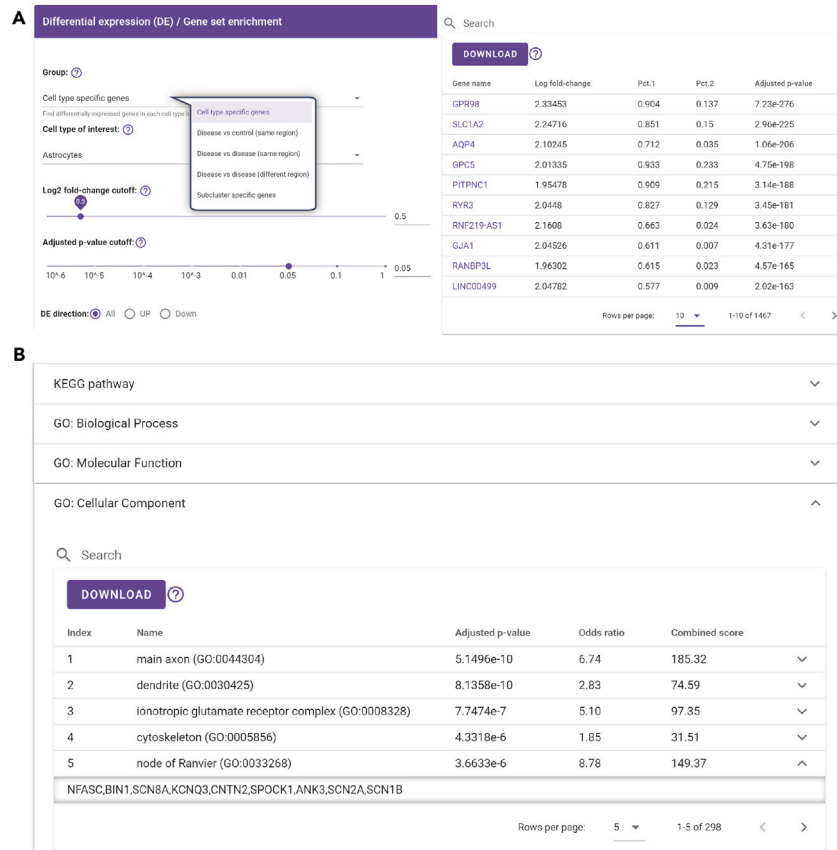 A
Differential expression (DE) / Gene set enrichment
Group: ?
Cell type specific genes
Find differentially expressed genes in each cell type b
Cell type specific genes
Disease vs control (same region)
Disease vs disease (same region)
Disease vs disease (different region)
Subcluster specific genes
Cell type of interest: ?
Astrocytes
Log2 fold-change cutoff: ?
0.5
0.5
Adjusted p-value cutoff: ?
10^-6 10^-5 10^-4 10^-3 0.01 0.05 0.1 1 0.05
DE direction: All UP Down
Search
DOWNLOAD ?
Gene name Log fold-change Pct.1 Pct.2 Adjusted p-value
GPR98 2.33453 0.904 0.137 7.23e-276
SLC1A2 2.24716 0.851 0.15 2.96e-225
AQP4 2.10245 0.712 0.035 1.06e-206
GPC5 2.01335 0.933 0.233 4.75e-198
PITPNC1 1.95478 0.909 0.215 3.14e-188
RYR3 2.0448 0.827 0.129 3.45e-181
RNF219-AS1 2.1608 0.663 0.024 3.63e-180
GJA1 2.04526 0.611 0.007 4.31e-177
RANBP3L 1.96302 0.615 0.023 4.57e-165
LINC00499 2.04782 0.577 0.009 2.02e-163
Rows per page: 10 1-10 of 1467
B
KEGG pathway
GO: Biological Process
GO: Molecular Function
GO: Cellular Component
Search
DOWNLOAD ?
Index Name Adjusted p-value Odds ratio Combined score
1 main axon (GO:0044304) 5.1496e-10 6.74 185.32
2 dendrite (GO:0030425) 8.1358e-10 2.83 74.59
3 ionotropic glutamate receptor complex (GO:0008328) 7.7474e-7 5.10 97.35
4 cytoskeleton (GO:0005856) 4.3318e-6 1.85 31.51
5 node of Ranvier (GO:0033268) 3.6633e-6 8.78 149.37
NFASC,BIN1,SCN8A,KCNQ3,CNTN2,SPOCK1,ANK3,SCN2A,SCN1B
Rows per page: 5 1-5 of 298